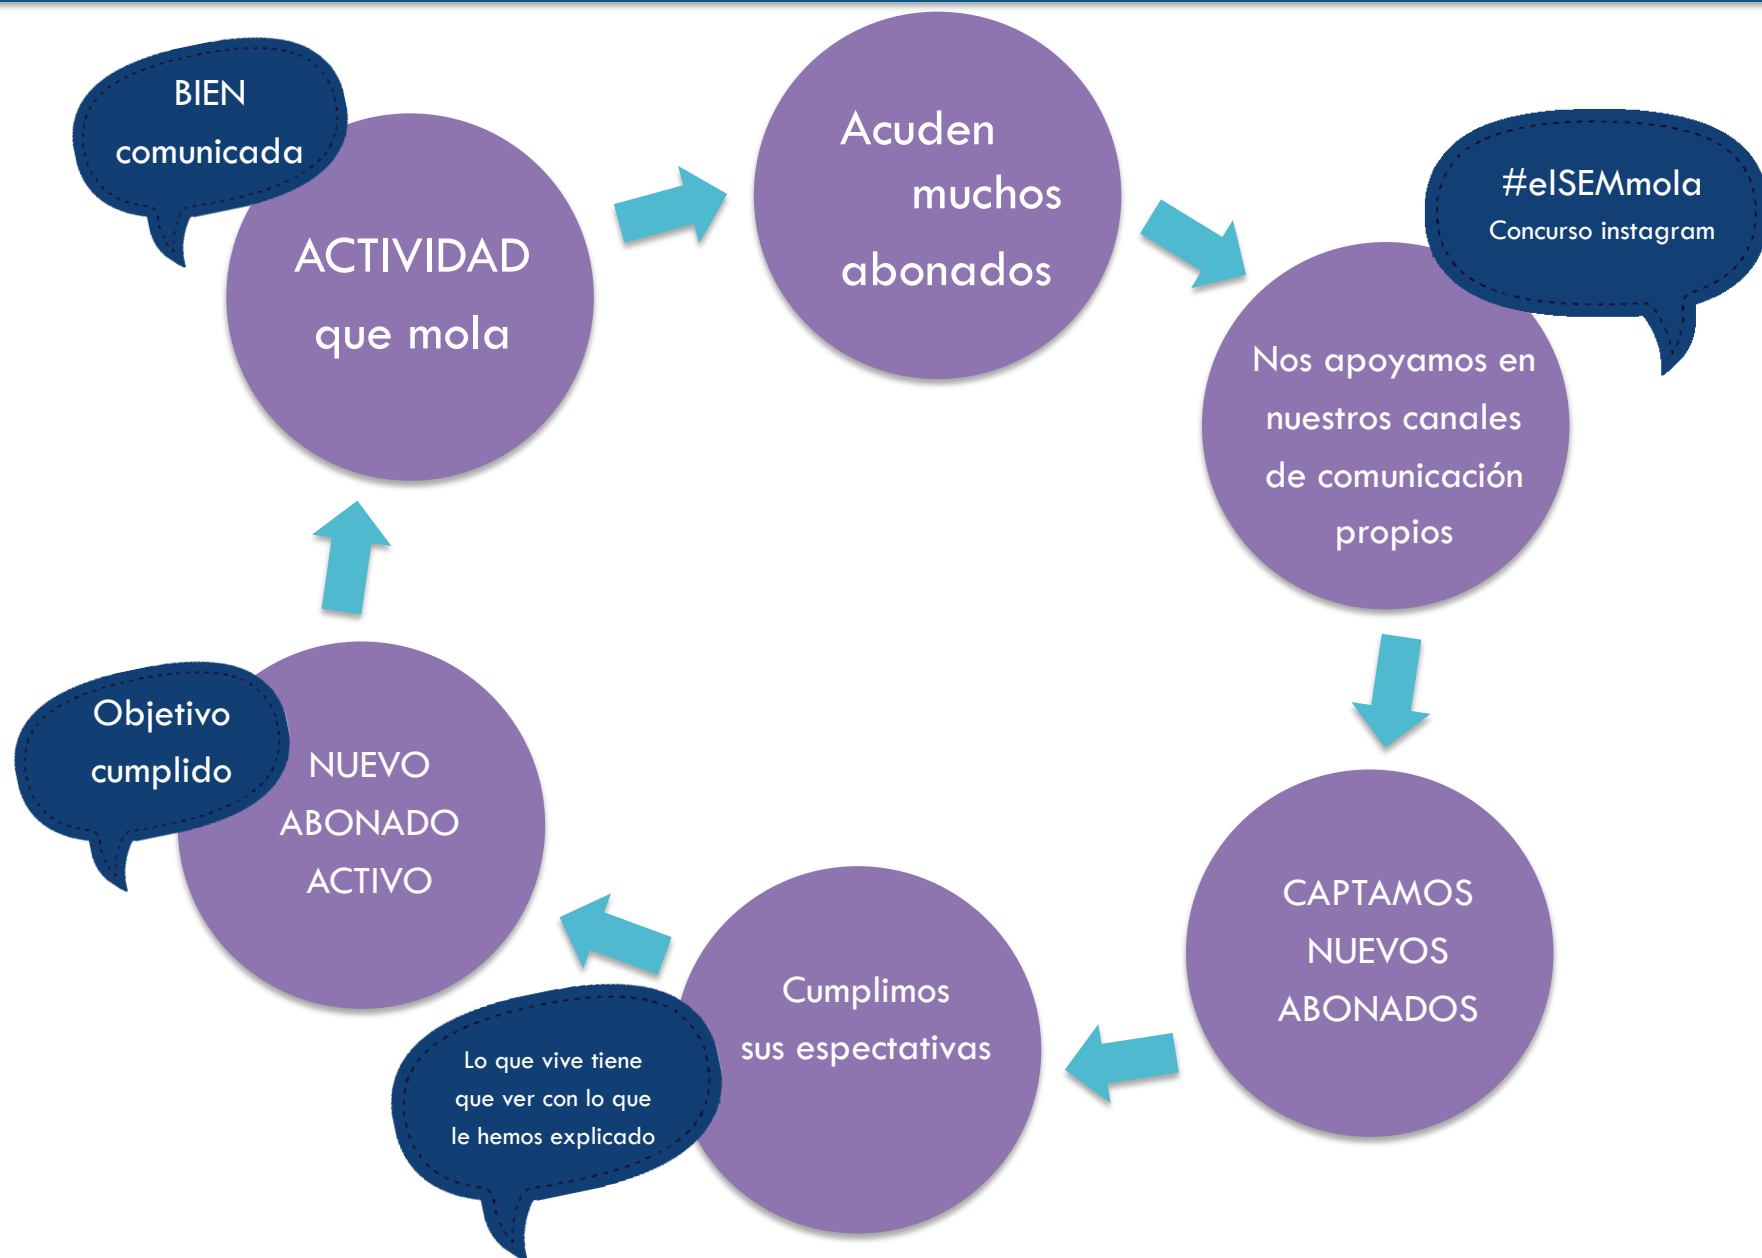 BIEN
comunicada
ACTIVIDAD
que mola
Acuden
muchos
abonados
#elSEMmola
Concurso instagram
Nos apoyamos en
nuestros canales
de comunicación
propios
CAPTAMOS
NUEVOS
ABONADOS
Cumplimos
sus espectativas
Lo que vive tiene
que ver con lo que
le hemos explicado
NUEVO
ABONADO
ACTIVO
Objetivo
cumplido